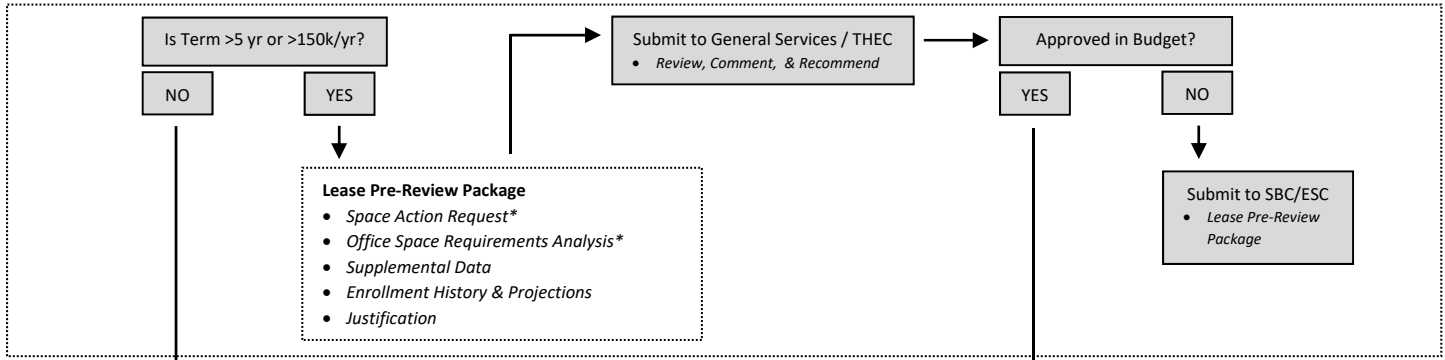 Is Term >5 yr or >150k/yr?
NO
YES
Lease Pre-Review Package
• Space Action Request*
• Office Space Requirements Analysis*
• Supplemental Data
• Enrollment History & Projections
• Justification
Submit to General Services / THEC
• Review, Comment, & Recommend
Approved in Budget?
YES
NO
Submit to SBC/ESC
• Lease Pre-Review
Package